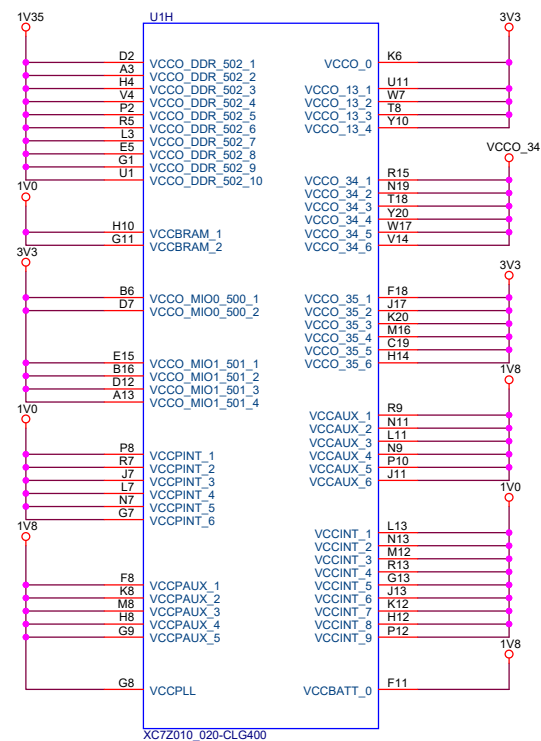 1V35 U1H 3V3
D2 VCCO_DDR_502_1 VCCO_0 K6
A3 VCCO_DDR_502_2
H4 VCCO_DDR_502_3 VCCO_13_1 U11
V4 VCCO_DDR_502_4 VCCO_13_2 W7
P2 VCCO_DDR_502_5 VCCO_13_3 T8
R5 VCCO_DDR_502_6 VCCO_13_4 Y10
L3 VCCO_DDR_502_7
E5 VCCO_DDR_502_8 VCCO_34
G1 VCCO_DDR_502_9
U1 VCCO_DDR_502_10 VCCO_34_1 R15
1V0 VCCO_34_2 N19
VCCO_34_3 T18
VCCO_34_4 Y20
H10 VCCBRAM_1 VCCO_34_5 W17
G11 VCCBRAM_2 VCCO_34_6 V14
3V3 3V3
B6 VCCO_MIO0_500_1 VCCO_35_1 F18
D7 VCCO_MIO0_500_2 VCCO_35_2 J17
VCCO_35_3 K20
VCCO_35_4 M16
VCCO_35_5 C19
E15 VCCO_MIO1_501_1 VCCO_35_6 H14
B16 VCCO_MIO1_501_2 1V8
D12 VCCO_MIO1_501_3
A13 VCCO_MIO1_501_4
1V0 VCCAUX_1 R9
VCCAUX_2 N11
VCCAUX_3 L11
P8 VCCPINT_1 VCCAUX_4 N9
R7 VCCPINT_2 VCCAUX_5 P10
J7 VCCPINT_3 VCCAUX_6 J11
L7 VCCPINT_4 1V0
N7 VCCPINT_5
G7 VCCPINT_6
1V8 VCCINT_1 L13
VCCINT_2 N13
VCCINT_3 M12
VCCINT_4 R13
F8 VCCPAUX_1 VCCINT_5 G13
K8 VCCPAUX_2 VCCINT_6 J13
M8 VCCPAUX_3 VCCINT_7 K12
H8 VCCPAUX_4 VCCINT_8 H12
G9 VCCPAUX_5 VCCINT_9 P12
1V8
G8 VCCPLL VCCBATT_0 F11
XC7Z010_020-CLG400